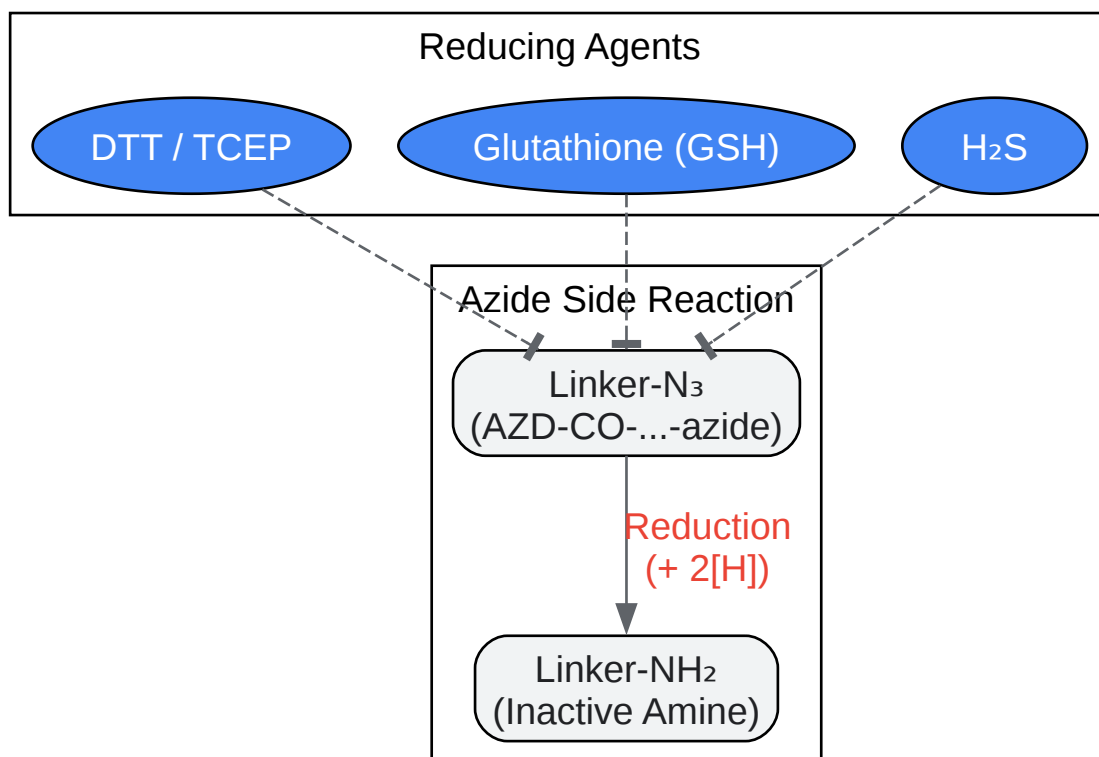 Reducing Agents
DTT / TCEP
Glutathione (GSH)
H₂S
Azide Side Reaction
Linker-N₃
(AZD-CO-...-azide)
Reduction
(+ 2[H])
Linker-NH₂
(Inactive Amine)